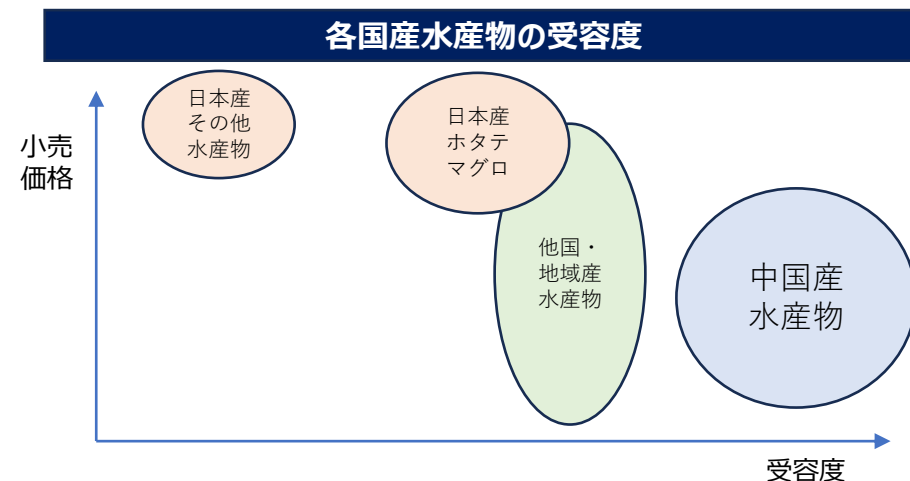 各国産水産物の受容度
小売
価格
日本産
その他
水産物
日本産
ホタテ
マグロ
他国・
地域産
水産物
中国産
水産物
受容度